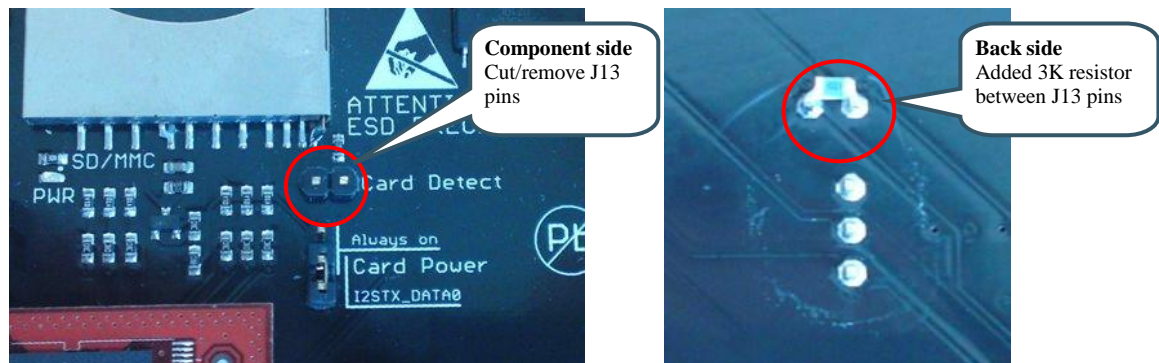 Component side
Cut/remove J13
pins
Back side
Added 3K resistor
between J13 pins
ATTENTI
ESD
SD/MMC
PWR
Card Detect
Always on
Card Power
I2STX_DATA0